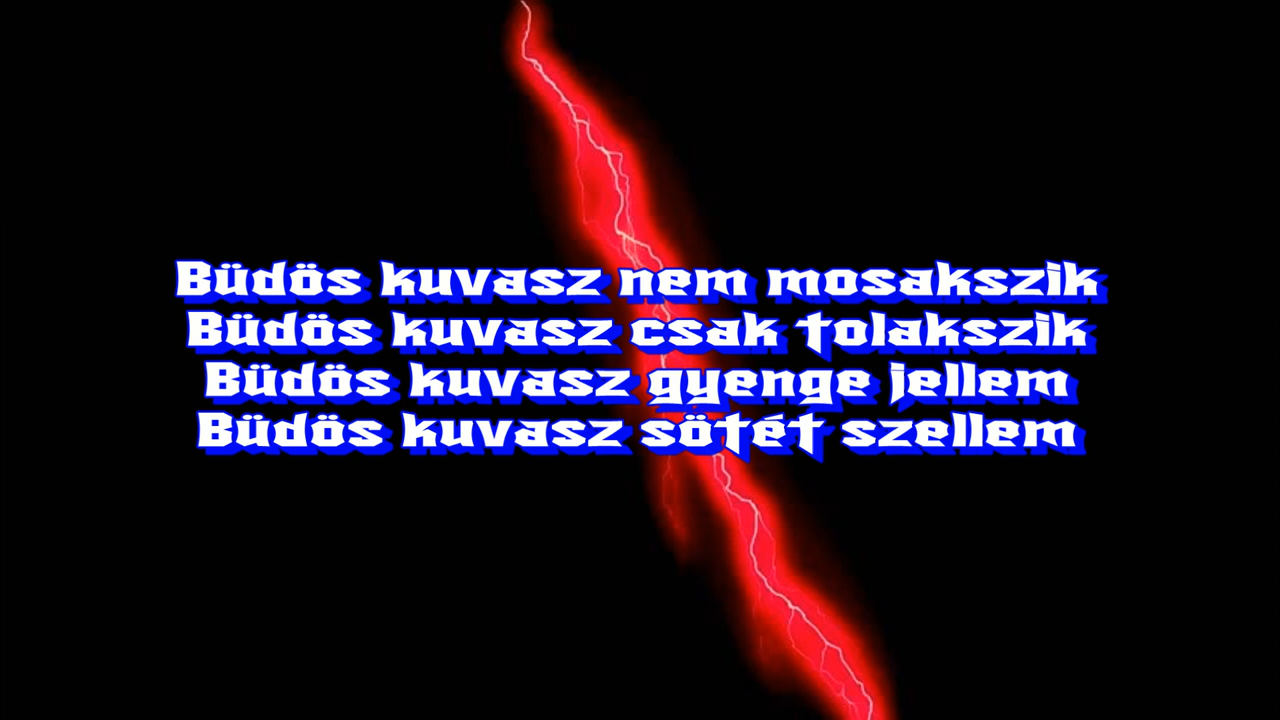 Büdös kuvasz nem mosakszik
Büdös kuvasz csak tolakszik
Büdös kuvasz gyenge jellem
Büdös kuvasz sötét szellem